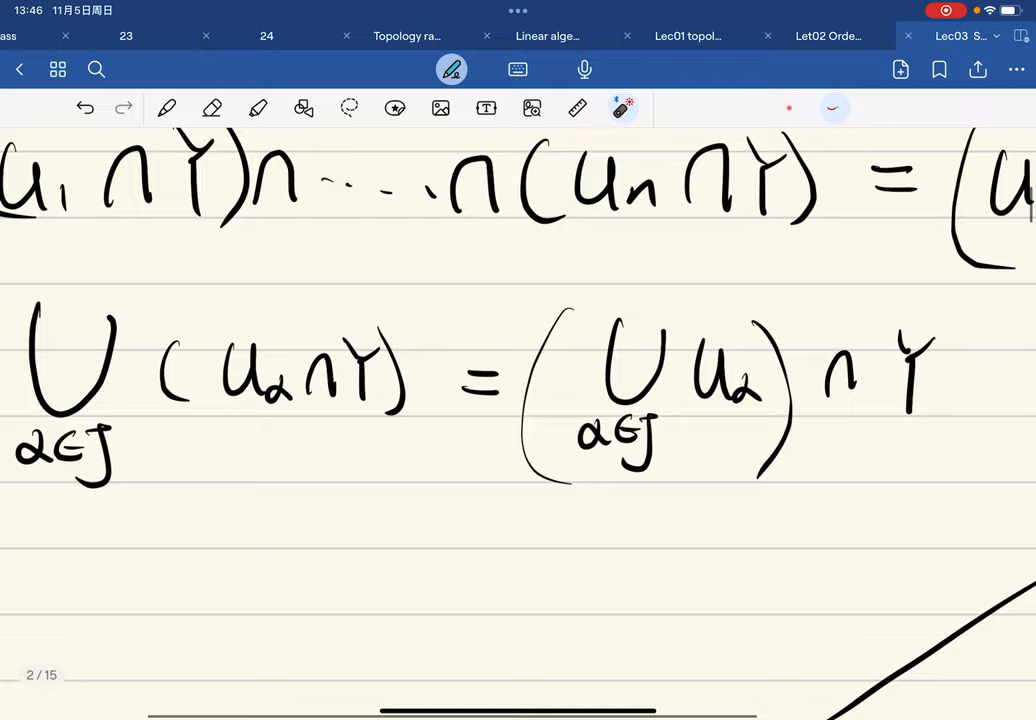 13:46 11月5日周日
ass 23 24 Topology ra... Linear alge... Lec01 topol... Let02 Orde... Lec03 S...
U₁ ∩ Y) ∩ ⋯ ∩ (Uₙ ∩ Y) = (U
⋃ (U_α ∩ Y) = (⋃ U_α) ∩ Y
α∈J α∈J
2 / 15